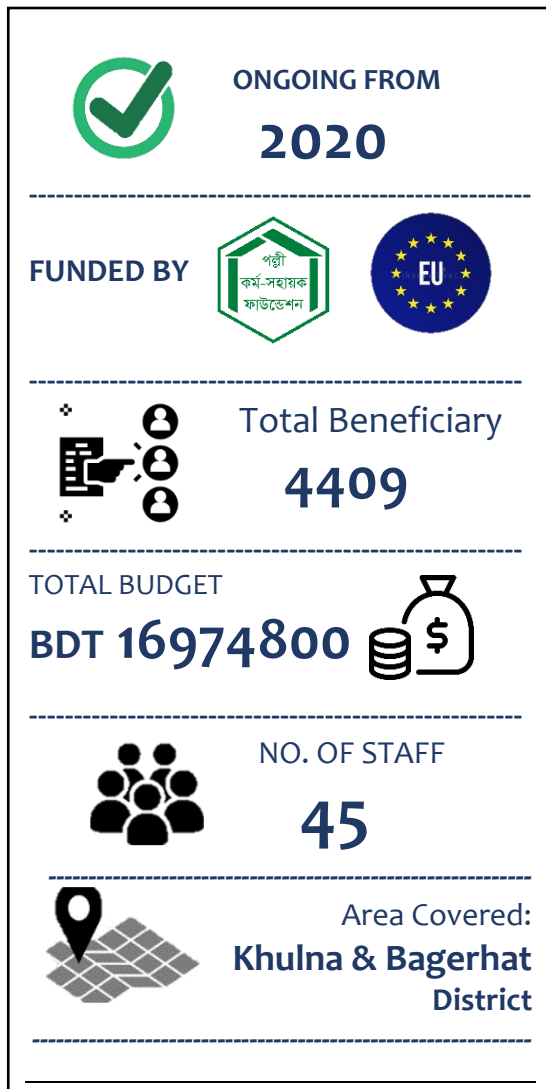 ONGOING FROM
2020
FUNDED BY
পল্লী
কর্ম-সহায়ক
ফাউন্ডেশন
EU
Total Beneficiary
4409
TOTAL BUDGET
BDT 16974800
$
NO. OF STAFF
45
Area Covered:
Khulna & Bagerhat
District